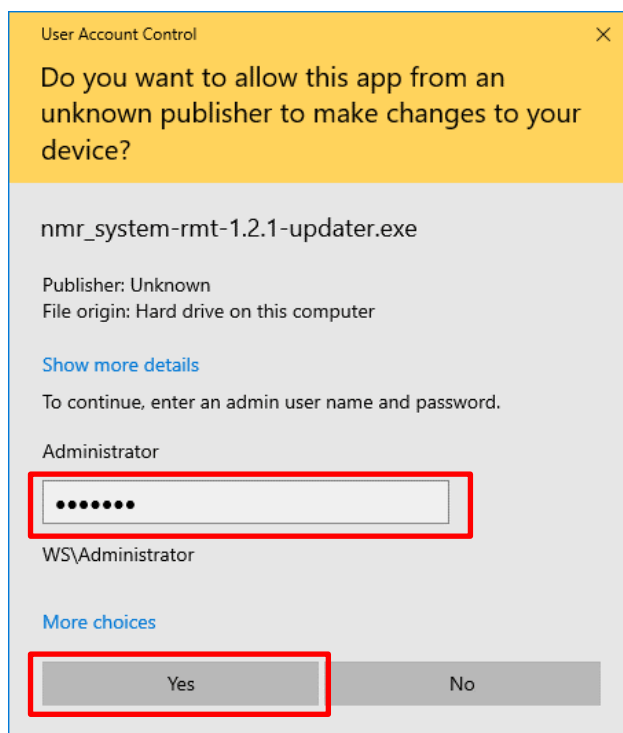 User Account Control
Do you want to allow this app from an
unknown publisher to make changes to your
device?
nmr_system-rmt-1.2.1-updater.exe
Publisher: Unknown
File origin: Hard drive on this computer
Show more details
To continue, enter an admin user name and password.
Administrator
•••••••
WS\Administrator
More choices
Yes No